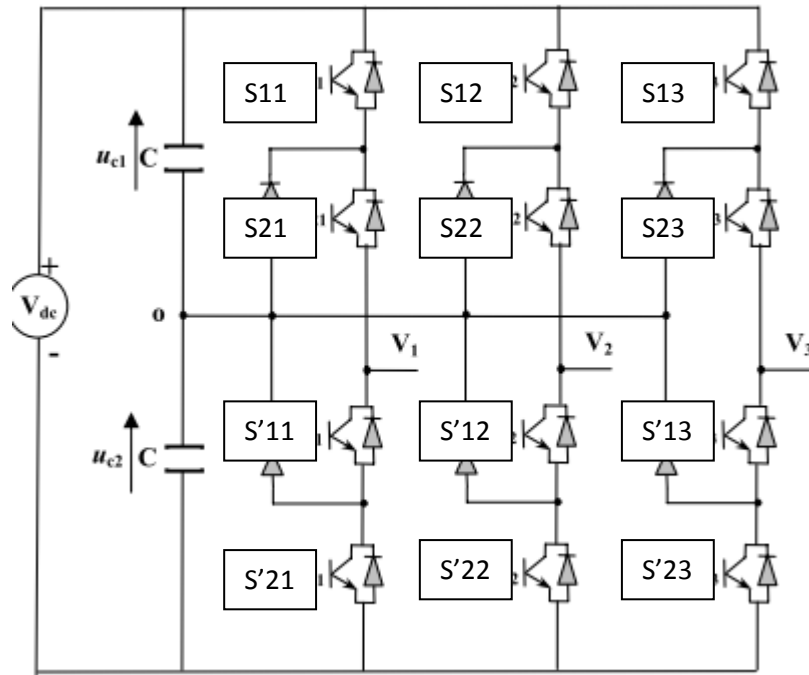 S11 S12 S13
u_c1 C
S21 S22 S23
+
V_dc
-
o
V_1 V_2 V_3
S'11 S'12 S'13
u_c2 C
S'21 S'22 S'23